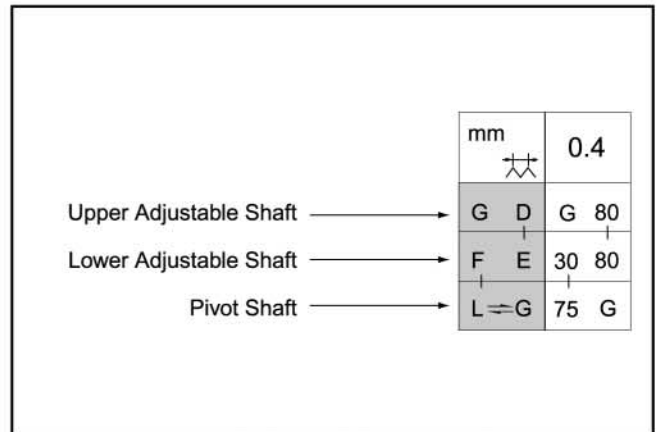 mm 0.4
Upper Adjustable Shaft G D G 80
Lower Adjustable Shaft F E 30 80
Pivot Shaft L ⇌ G 75 G